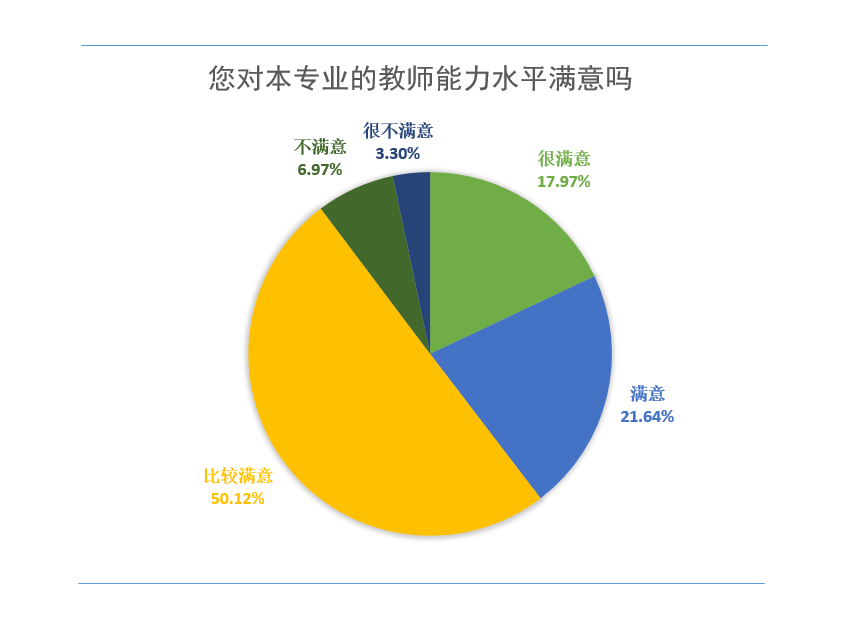 您对本专业的教师能力水平满意吗
很不满意
3.30%
不满意
6.97%
很满意
17.97%
满意
21.64%
比较满意
50.12%